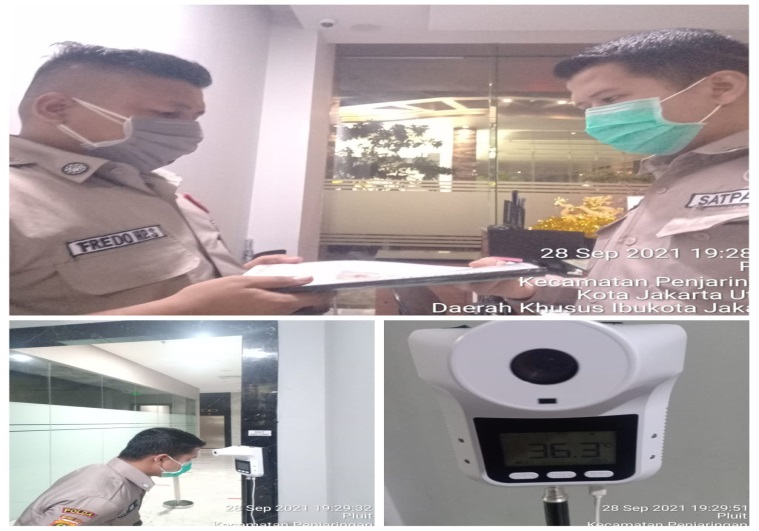 FREDO
SATPA
28 Sep 2021 19:28
P
Kecamatan Penjarin
Kota Jakarta U
Daerah Khusus Ibukota Jaka
28 Sep 2021 19:29:32
Pluit
Kecamatan Penjaringan
36.3°
28 Sep 2021 19:29:51
Pluit
Kecamatan Penjaringan